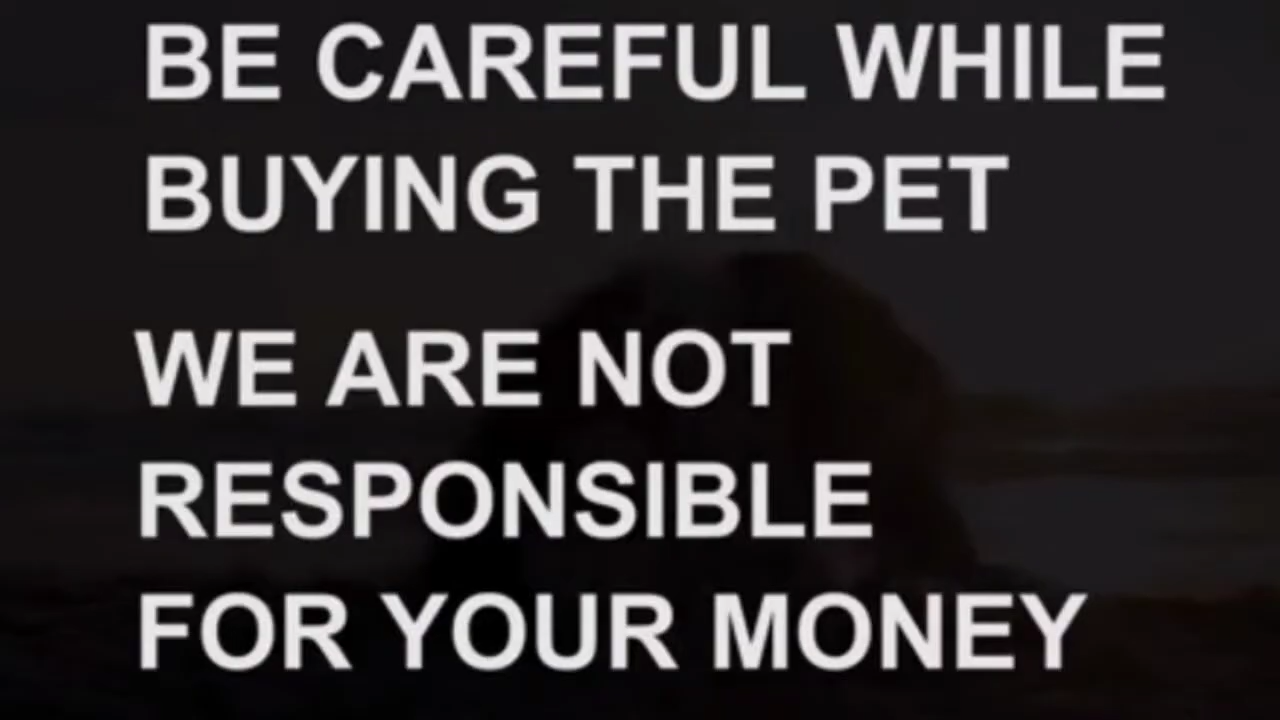 BE CAREFUL WHILE
BUYING THE PET
WE ARE NOT
RESPONSIBLE
FOR YOUR MONEY